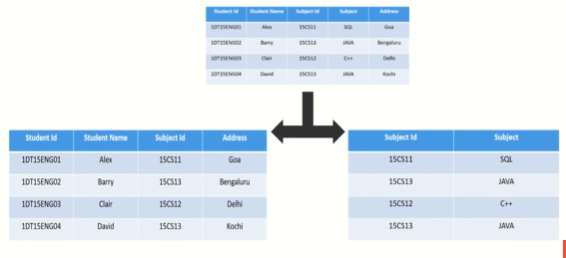 Student Id Student Name Subject Id Subject Address
1DT15ENG01 Alex 15CS11 SQL Goa
1DT15ENG02 Barry 15CS13 JAVA Bengaluru
1DT15ENG03 Clair 15CS12 C++ Delhi
1DT15ENG04 David 15CS13 JAVA Kochi
Student Id Student Name Subject Id Address
1DT15ENG01 Alex 15CS11 Goa
1DT15ENG02 Barry 15CS13 Bengaluru
1DT15ENG03 Clair 15CS12 Delhi
1DT15ENG04 David 15CS13 Kochi
Subject Id Subject
15CS11 SQL
15CS13 JAVA
15CS12 C++
15CS13 JAVA